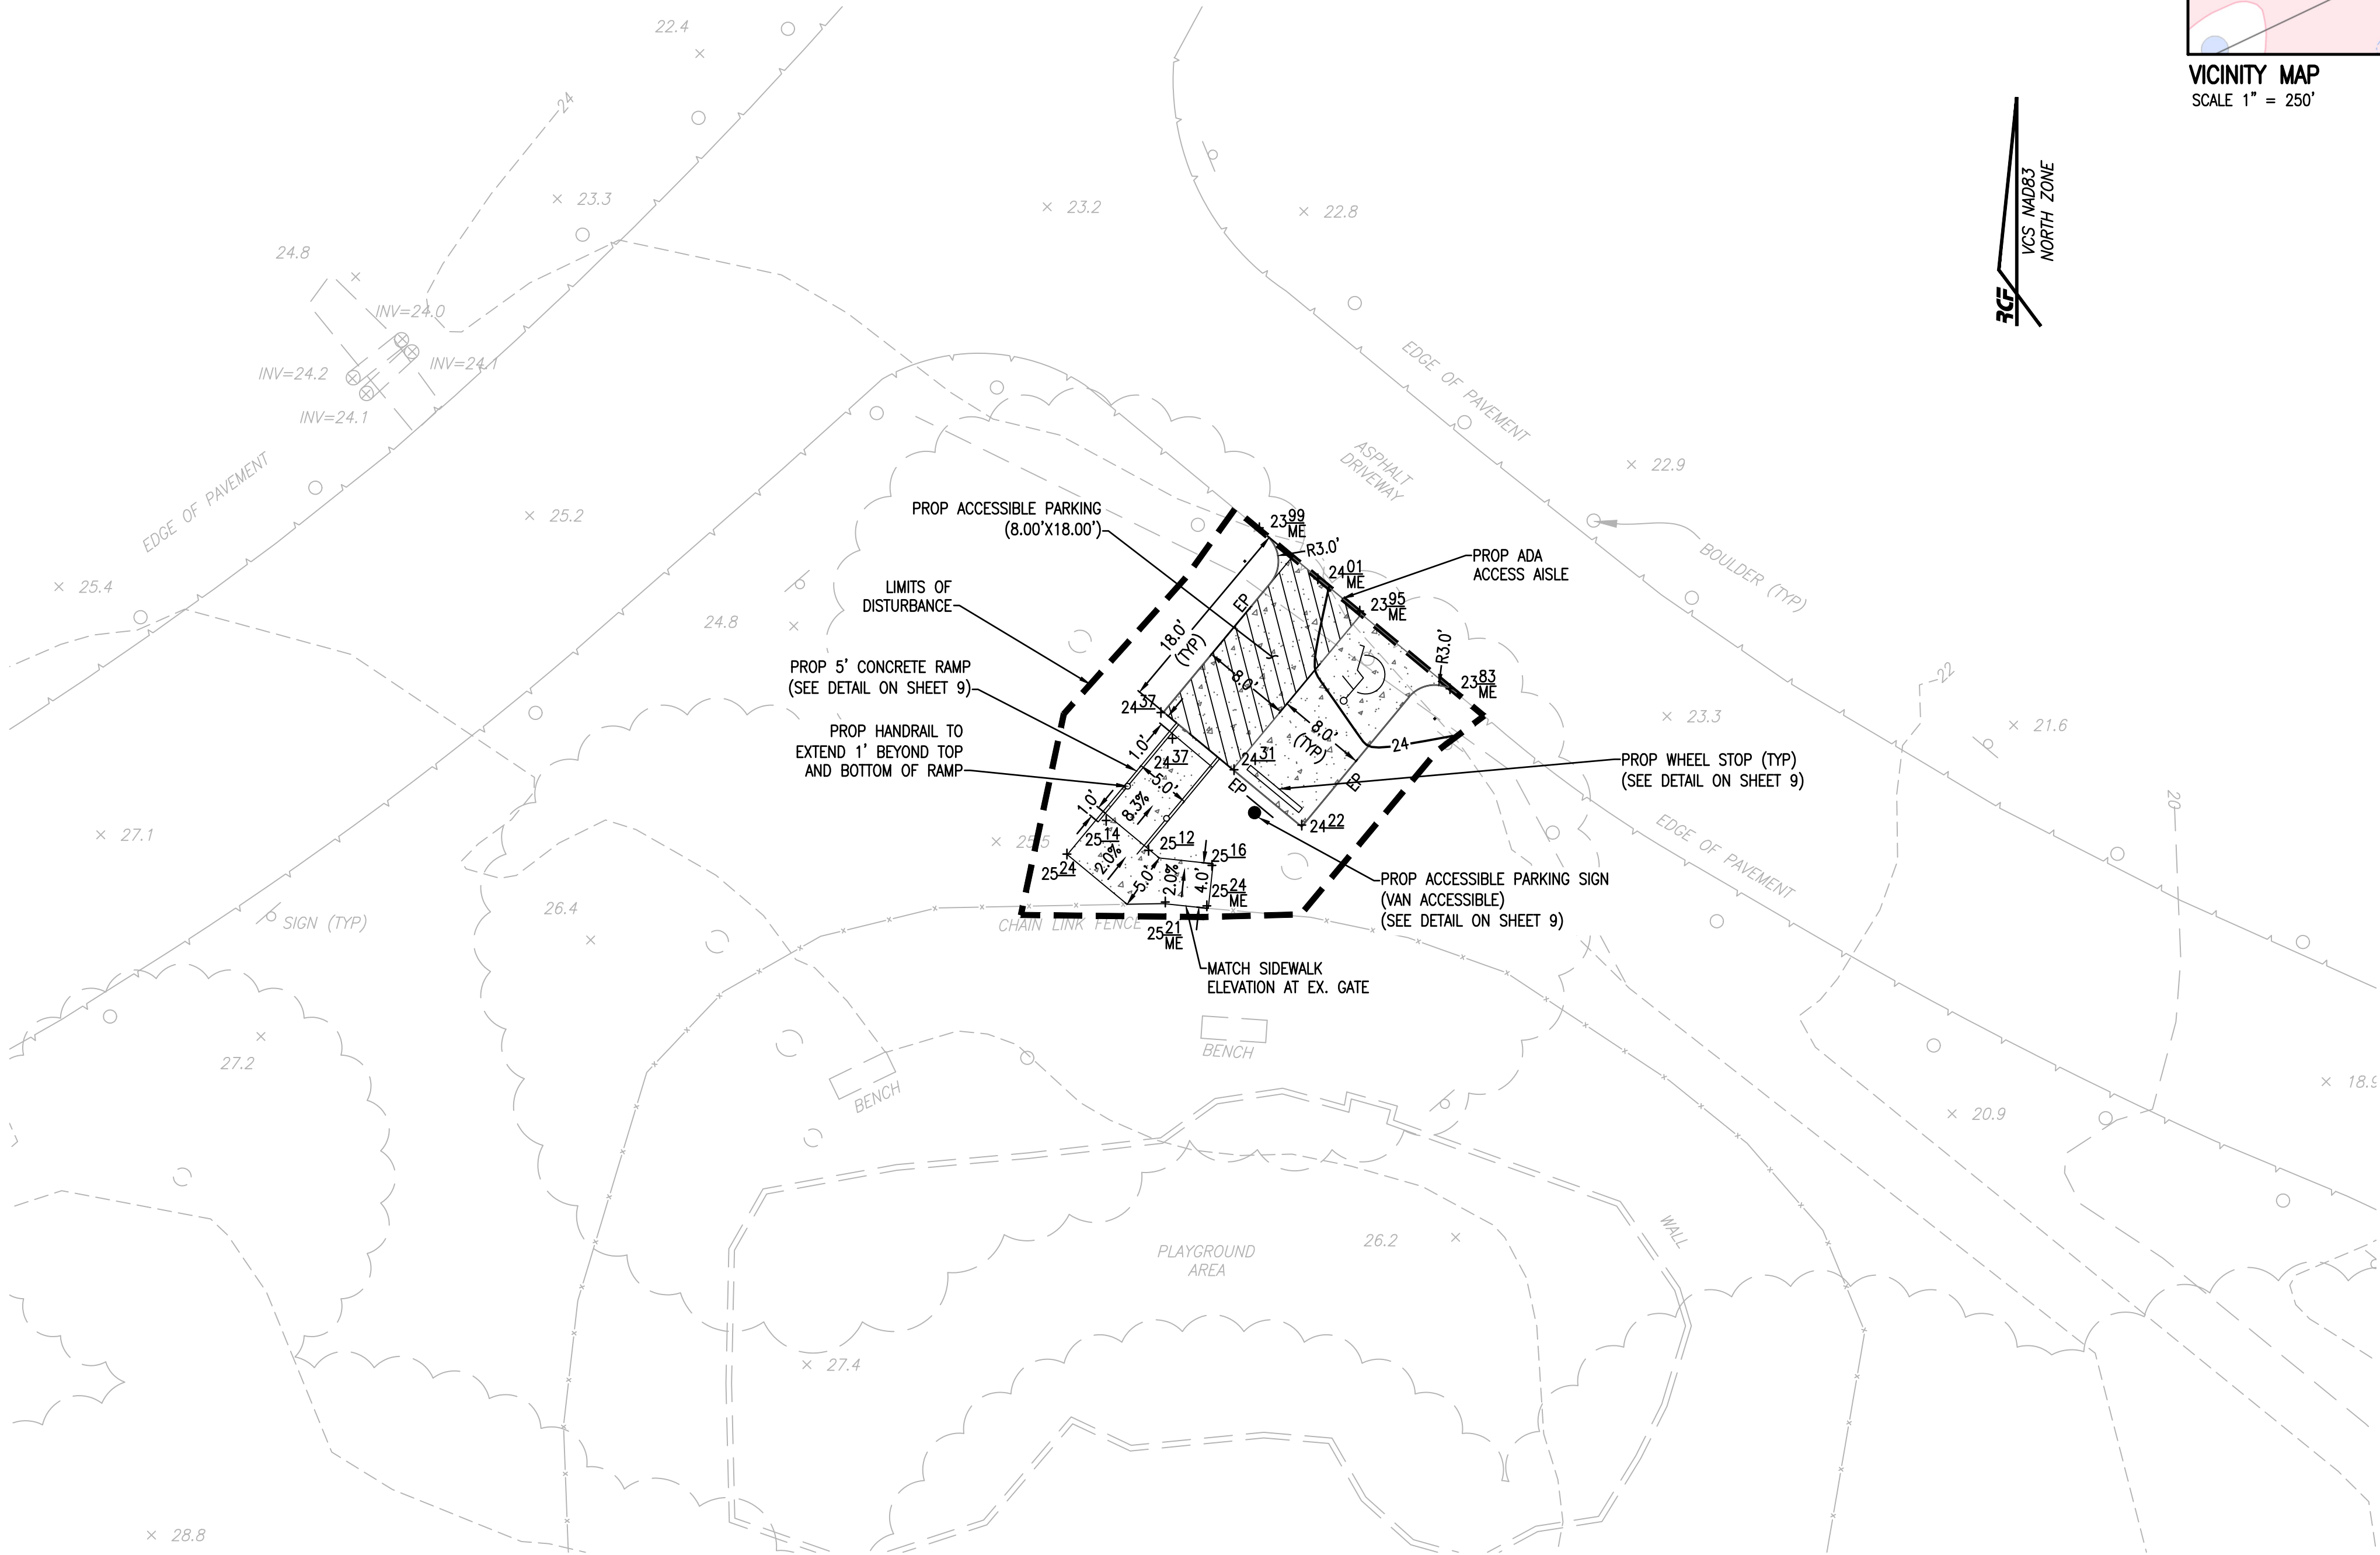 VICINITY MAP
SCALE 1" = 250'
VCS NAD83
NORTH ZONE
RCF
22.4
24
23.3
23.2
22.8
24.8
INV=24.0
INV=24.1
INV=24.2
INV=24.1
EDGE OF PAVEMENT
EDGE OF PAVEMENT
ASPHALT
DRIVEWAY
22.9
25.2
25.4
PROP ACCESSIBLE PARKING
(8.00'X18.00')
23 99
ME
R3.0'
24 01
ME
PROP ADA
ACCESS AISLE
BOULDER (TYP)
LIMITS OF
DISTURBANCE
EP
23 95
ME
24.8
18.0'
(TYP)
R3.0'
PROP 5' CONCRETE RAMP
(SEE DETAIL ON SHEET 9)
8.0'
23 83
ME
22
24 37
23.3
21.6
PROP HANDRAIL TO
EXTEND 1' BEYOND TOP
AND BOTTOM OF RAMP
1.0'
24 37
24 31
8.0'
(TYP)
24
PROP WHEEL STOP (TYP)
(SEE DETAIL ON SHEET 9)
5.0'
EP
EP
20
1.0'
8.3%
24 22
27.1
25.5
25 14
25 12
25 16
EDGE OF PAVEMENT
25 24
2.0%
5.0'
2.0%
4.0'
25 24
ME
PROP ACCESSIBLE PARKING SIGN
(VAN ACCESSIBLE)
(SEE DETAIL ON SHEET 9)
26.4
SIGN (TYP)
CHAIN LINK FENCE
25 21
ME
MATCH SIDEWALK
ELEVATION AT EX. GATE
27.2
BENCH
BENCH
18.9
20.9
WALL
26.2
PLAYGROUND
AREA
27.4
28.8